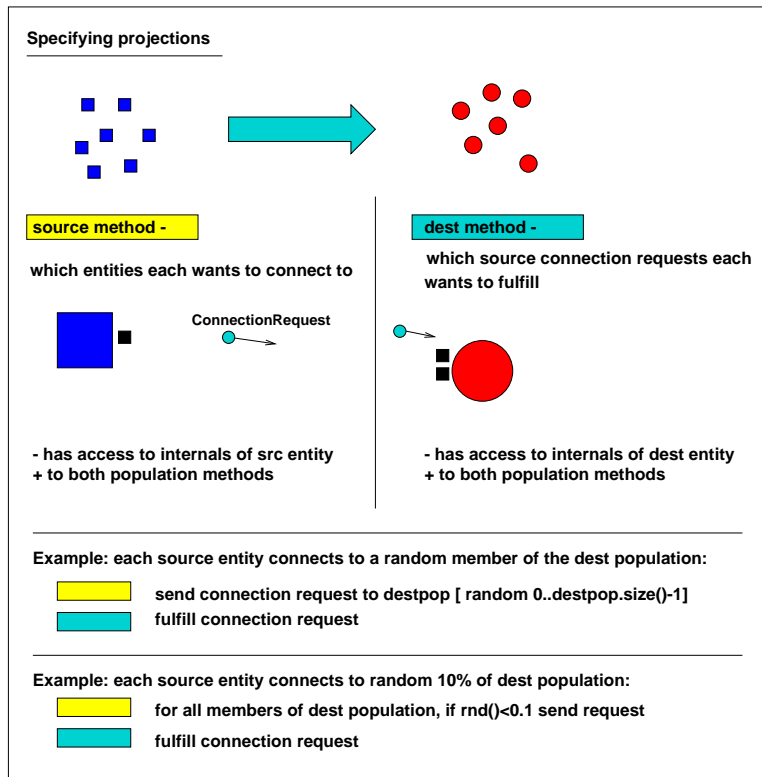 Specifying projections
source method -
which entities each wants to connect to
ConnectionRequest
- has access to internals of src entity
+ to both population methods
dest method -
which source connection requests each
wants to fulfill
- has access to internals of dest entity
+ to both population methods
Example: each source entity connects to a random member of the dest population:
send connection request to destpop [ random 0..destpop.size()-1]
fulfill connection request
Example: each source entity connects to random 10% of dest population:
for all members of dest population, if rnd()<0.1 send request
fulfill connection request